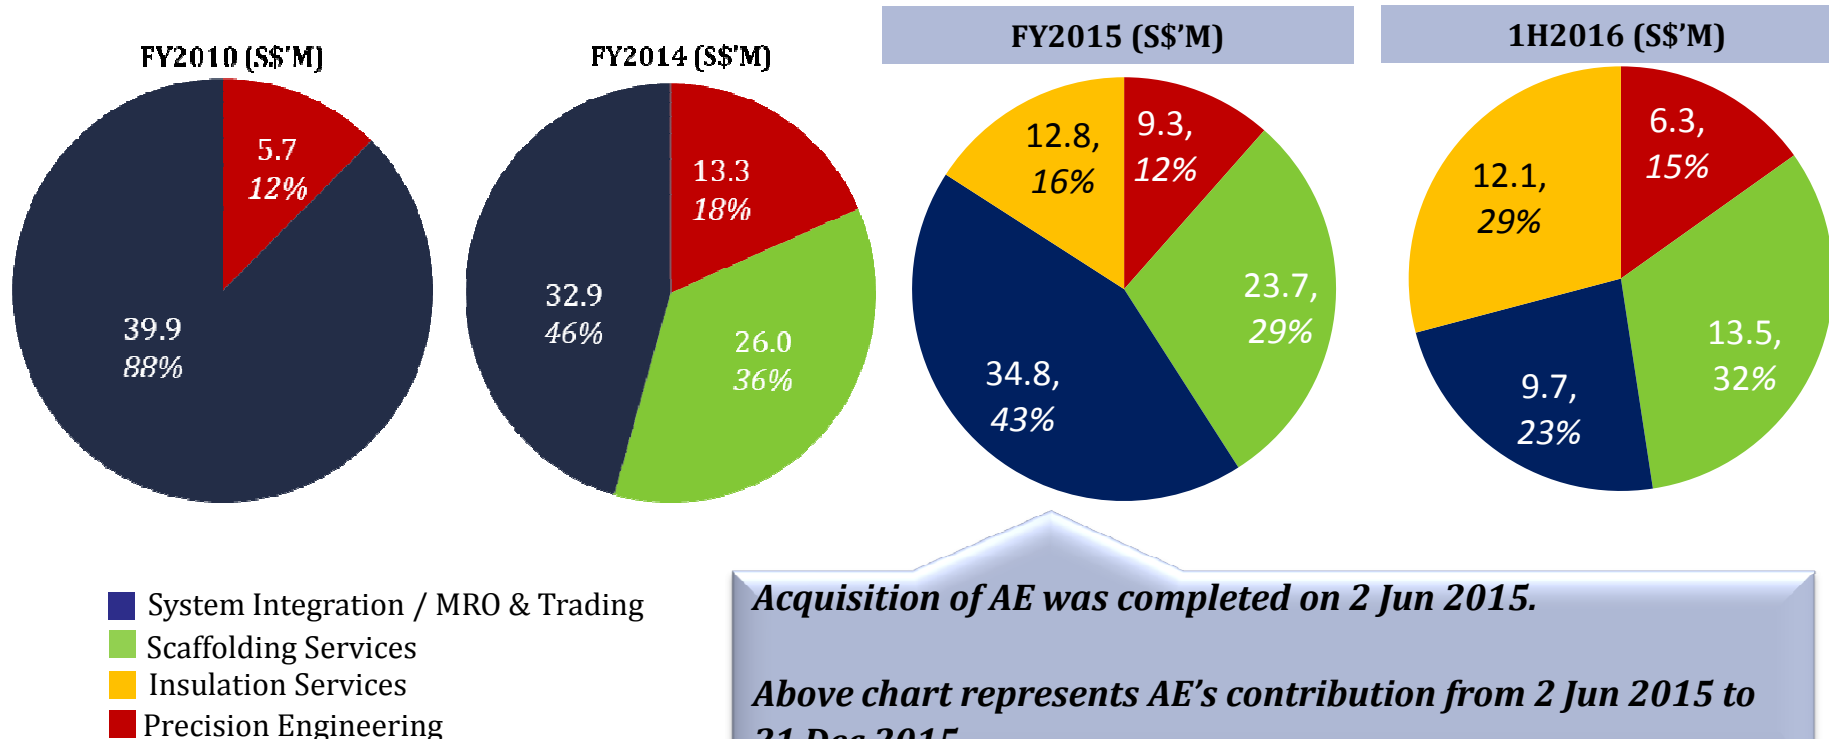 FY2010 (S$'M)
5.7
12%
39.9
88%
FY2014 (S$'M)
13.3
18%
32.9
46%
26.0
36%
FY2015 (S$’M)
12.8,
16%
9.3,
12%
23.7,
29%
34.8,
43%
1H2016 (S$’M)
6.3,
15%
12.1,
29%
13.5,
32%
9.7,
23%
System Integration / MRO & Trading
Scaffolding Services
Insulation Services
Precision Engineering
Acquisition of AE was completed on 2 Jun 2015.
Above chart represents AE’s contribution from 2 Jun 2015 to
Dec 2015